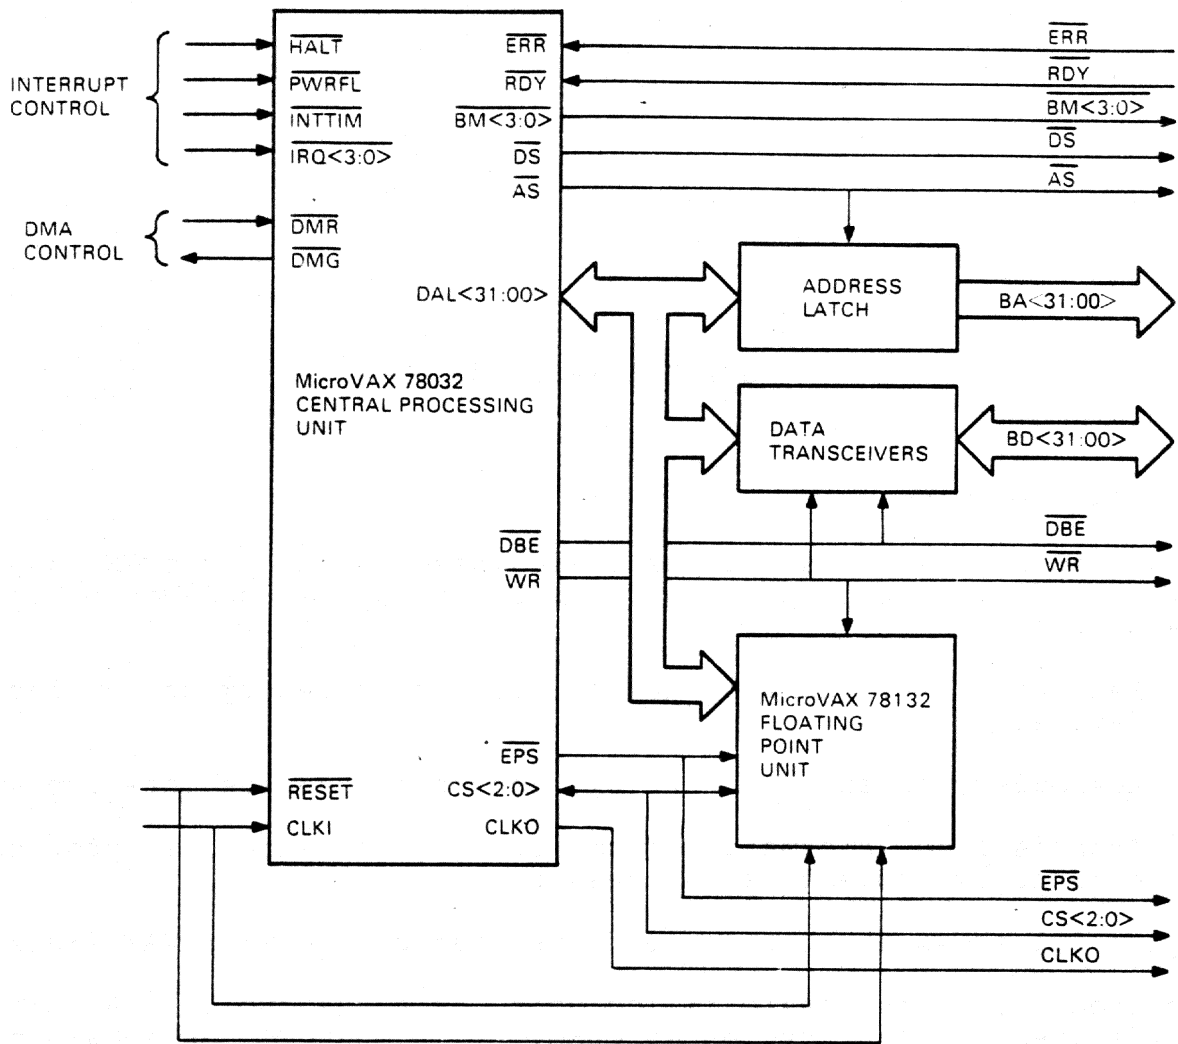 INTERRUPT
CONTROL
HALT
PWRFL
INTTIM
IRQ<3:0>
DMA
CONTROL
DMR
DMG
ERR
RDY
BM<3:0>
DS
AS
DAL<31:00>
MicroVAX 78032
CENTRAL PROCESSING
UNIT
DBE
WR
EPS
CS<2:0>
CLKO
RESET
CLKI
ERR
RDY
BM<3:0>
DS
AS
ADDRESS
LATCH
BA<31:00>
DATA
TRANSCEIVERS
BD<31:00>
DBE
WR
MicroVAX 78132
FLOATING
POINT
UNIT
EPS
CS<2:0>
CLKO